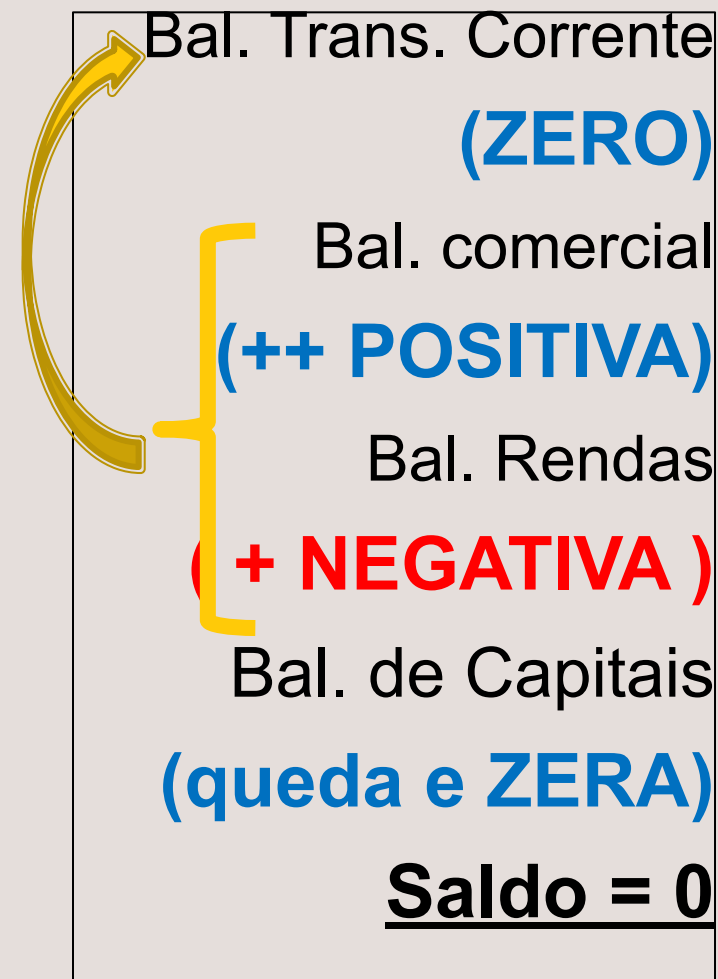 Bal. Trans. Corrente
(ZERO)
Bal. comercial
(++ POSITIVA)
Bal. Rendas
( + NEGATIVA )
Bal. de Capitais
(queda e ZERA)
Saldo = 0